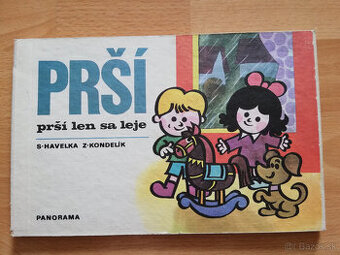 PRŠÍ
prší len sa leje
S·HAVELKA Z·KONDELÍK
PANORAMA